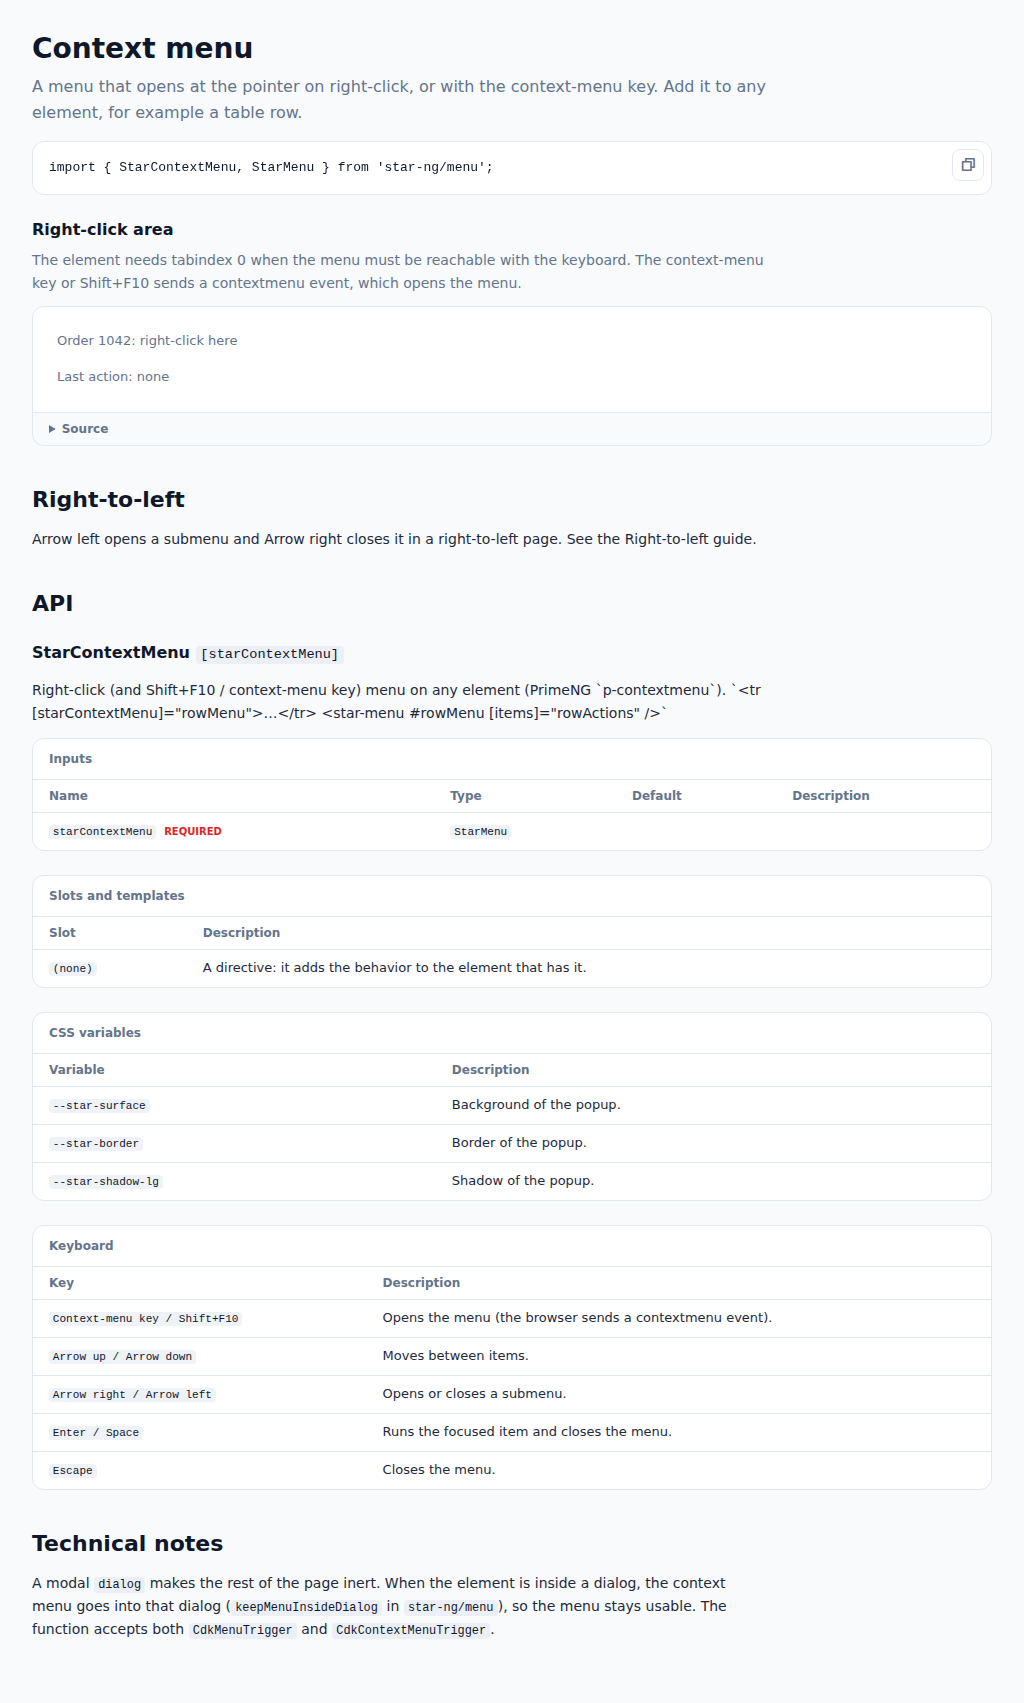 Context menu
A menu that opens at the pointer on right-click, or with the context-menu key. Add it to any
element, for example a table row.
import { StarContextMenu, StarMenu } from 'star-ng/menu';
Right-click area
The element needs tabindex 0 when the menu must be reachable with the keyboard. The context-menu
key or Shift+F10 sends a contextmenu event, which opens the menu.
Order 1042: right-click here
Last action: none
Source
Right-to-left
Arrow left opens a submenu and Arrow right closes it in a right-to-left page. See the Right-to-left guide.
API
StarContextMenu [starContextMenu]
Right-click (and Shift+F10 / context-menu key) menu on any element (PrimeNG `p-contextmenu`). `<tr
[starContextMenu]="rowMenu">…</tr> <star-menu #rowMenu [items]="rowActions" />`
Inputs
Name Type Default Description
starContextMenu REQUIRED StarMenu
Slots and templates
Slot Description
(none) A directive: it adds the behavior to the element that has it.
CSS variables
Variable Description
--star-surface Background of the popup.
--star-border Border of the popup.
--star-shadow-lg Shadow of the popup.
Keyboard
Key Description
Context-menu key / Shift+F10 Opens the menu (the browser sends a contextmenu event).
Arrow up / Arrow down Moves between items.
Arrow right / Arrow left Opens or closes a submenu.
Enter / Space Runs the focused item and closes the menu.
Escape Closes the menu.
Technical notes
A modal dialog makes the rest of the page inert. When the element is inside a dialog, the context
menu goes into that dialog (keepMenuInsideDialog in star-ng/menu), so the menu stays usable. The
function accepts both CdkMenuTrigger and CdkContextMenuTrigger.